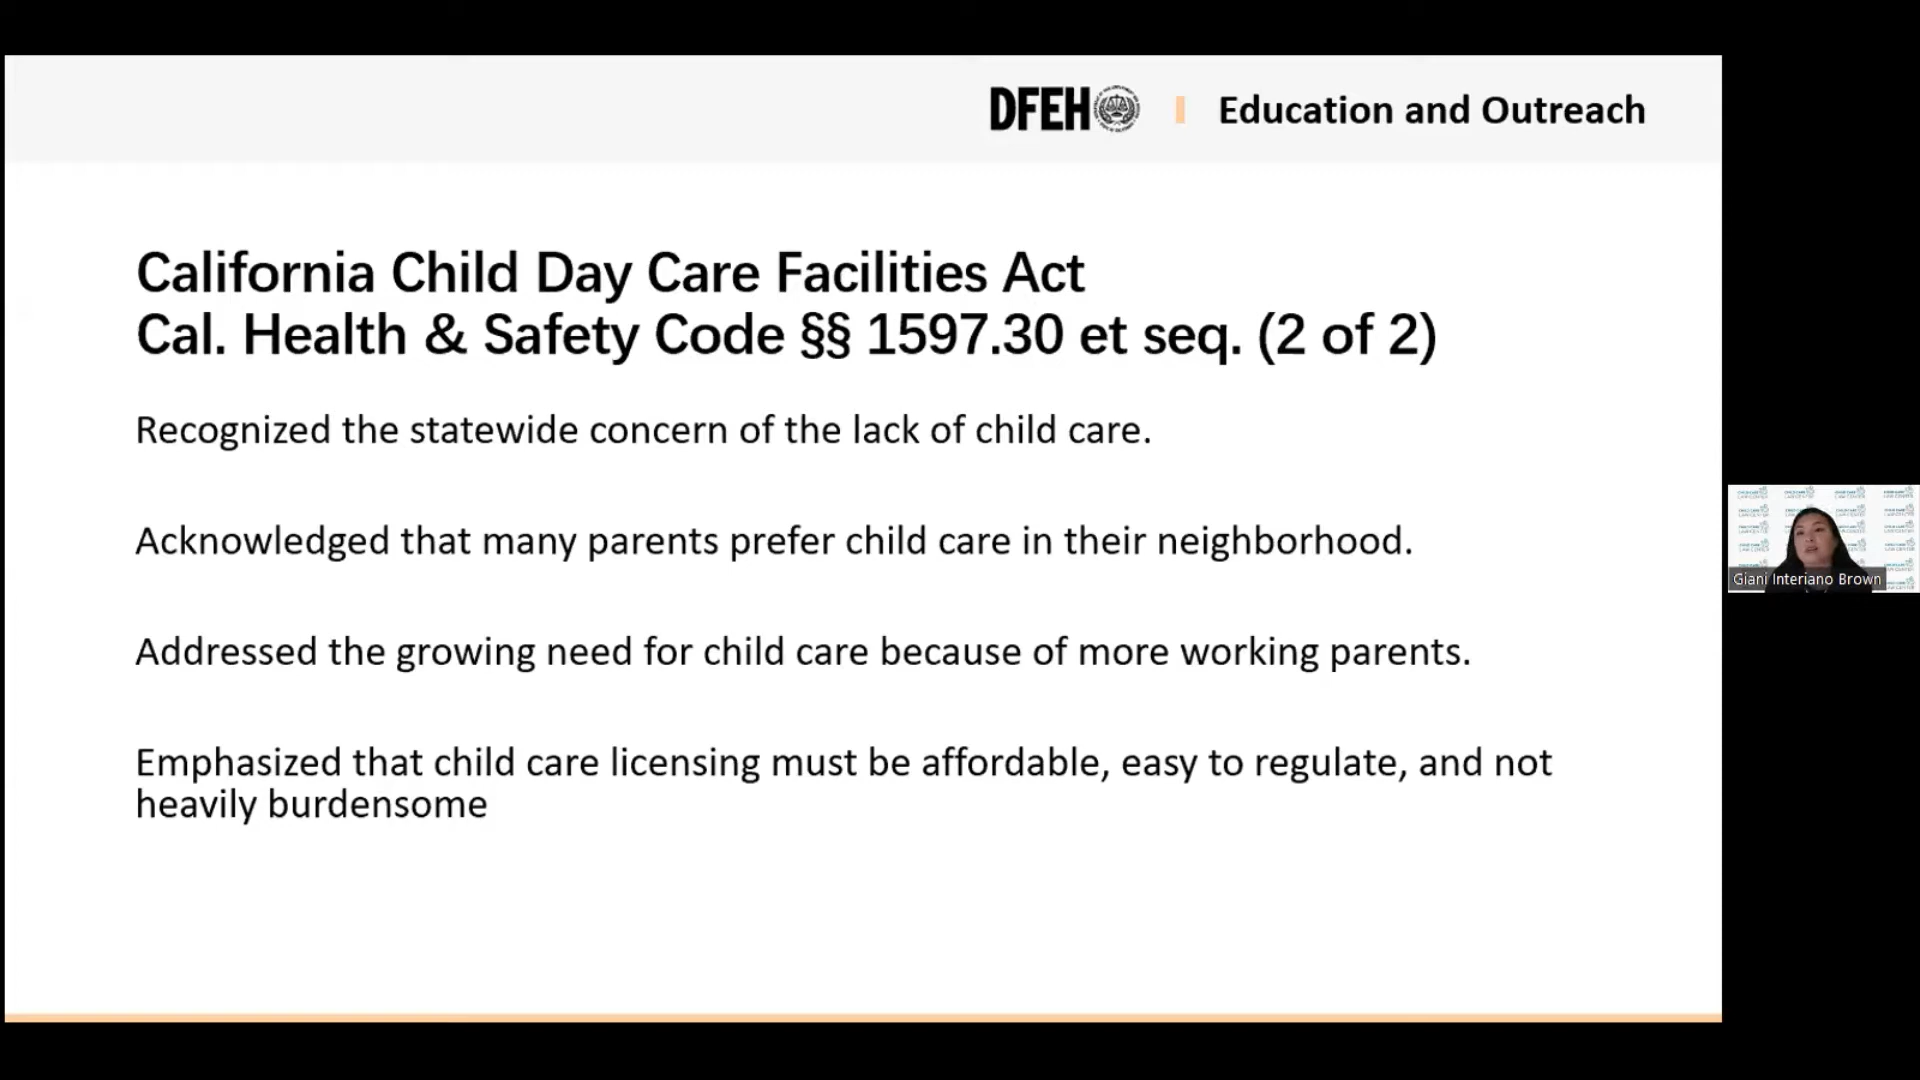 DFEH
Education and Outreach
California Child Day Care Facilities Act
Cal. Health & Safety Code §§ 1597.30 et seq. (2 of 2)
Recognized the statewide concern of the lack of child care.
Acknowledged that many parents prefer child care in their neighborhood.
Addressed the growing need for child care because of more working parents.
Emphasized that child care licensing must be affordable, easy to regulate, and not
heavily burdensome
Giani Interiano Brown